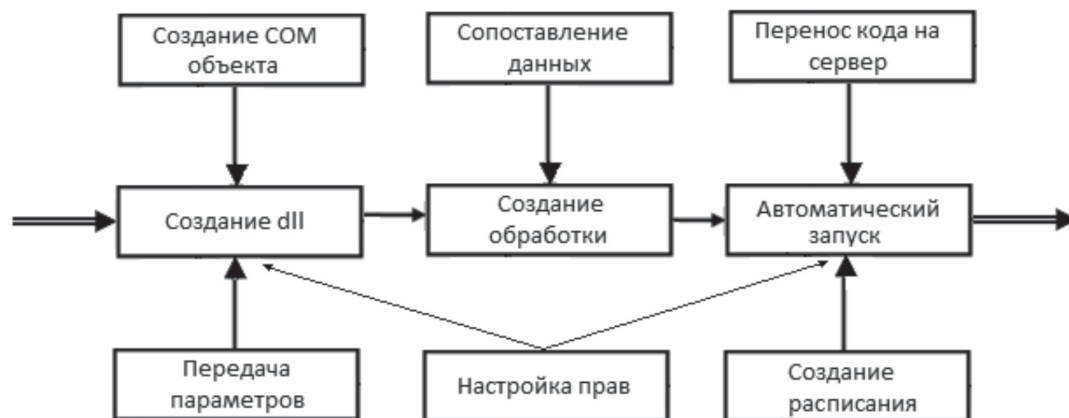 Создание COM
объекта
Сопоставление
данных
Перенос кода на
сервер
Создание dll
Создание
обработки
Автоматический
запуск
Передача
параметров
Настройка прав
Создание
расписания